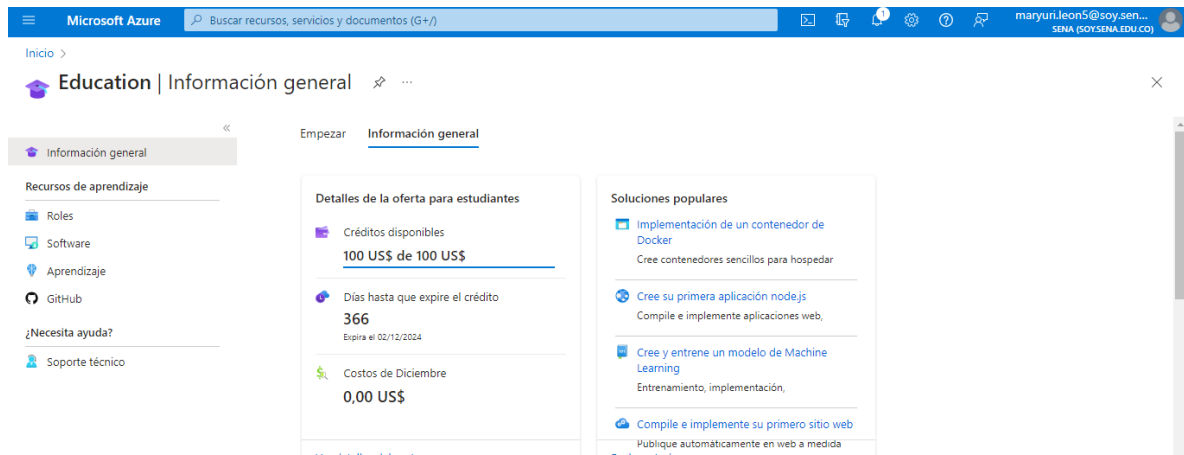 Microsoft Azure
Buscar recursos, servicios y documentos (G+/)
1
maryuri.leon5@soy.sen...
SENA (SOY.SENA.EDU.CO)
Inicio >
Education | Información general
Empezar
Información general
Información general
Recursos de aprendizaje
Roles
Software
Aprendizaje
GitHub
¿Necesita ayuda?
Soporte técnico
Detalles de la oferta para estudiantes
Créditos disponibles
100 US$ de 100 US$
Días hasta que expire el crédito
366
Expira el 02/12/2024
Costos de Diciembre
0,00 US$
Soluciones populares
Implementación de un contenedor de
Docker
Cree contenedores sencillos para hospedar
Cree su primera aplicación node.js
Compile e implemente aplicaciones web,
Cree y entrene un modelo de Machine
Learning
Entrenamiento, implementación,
Compile e implemente su primero sitio web
Publique automáticamente en web a medida